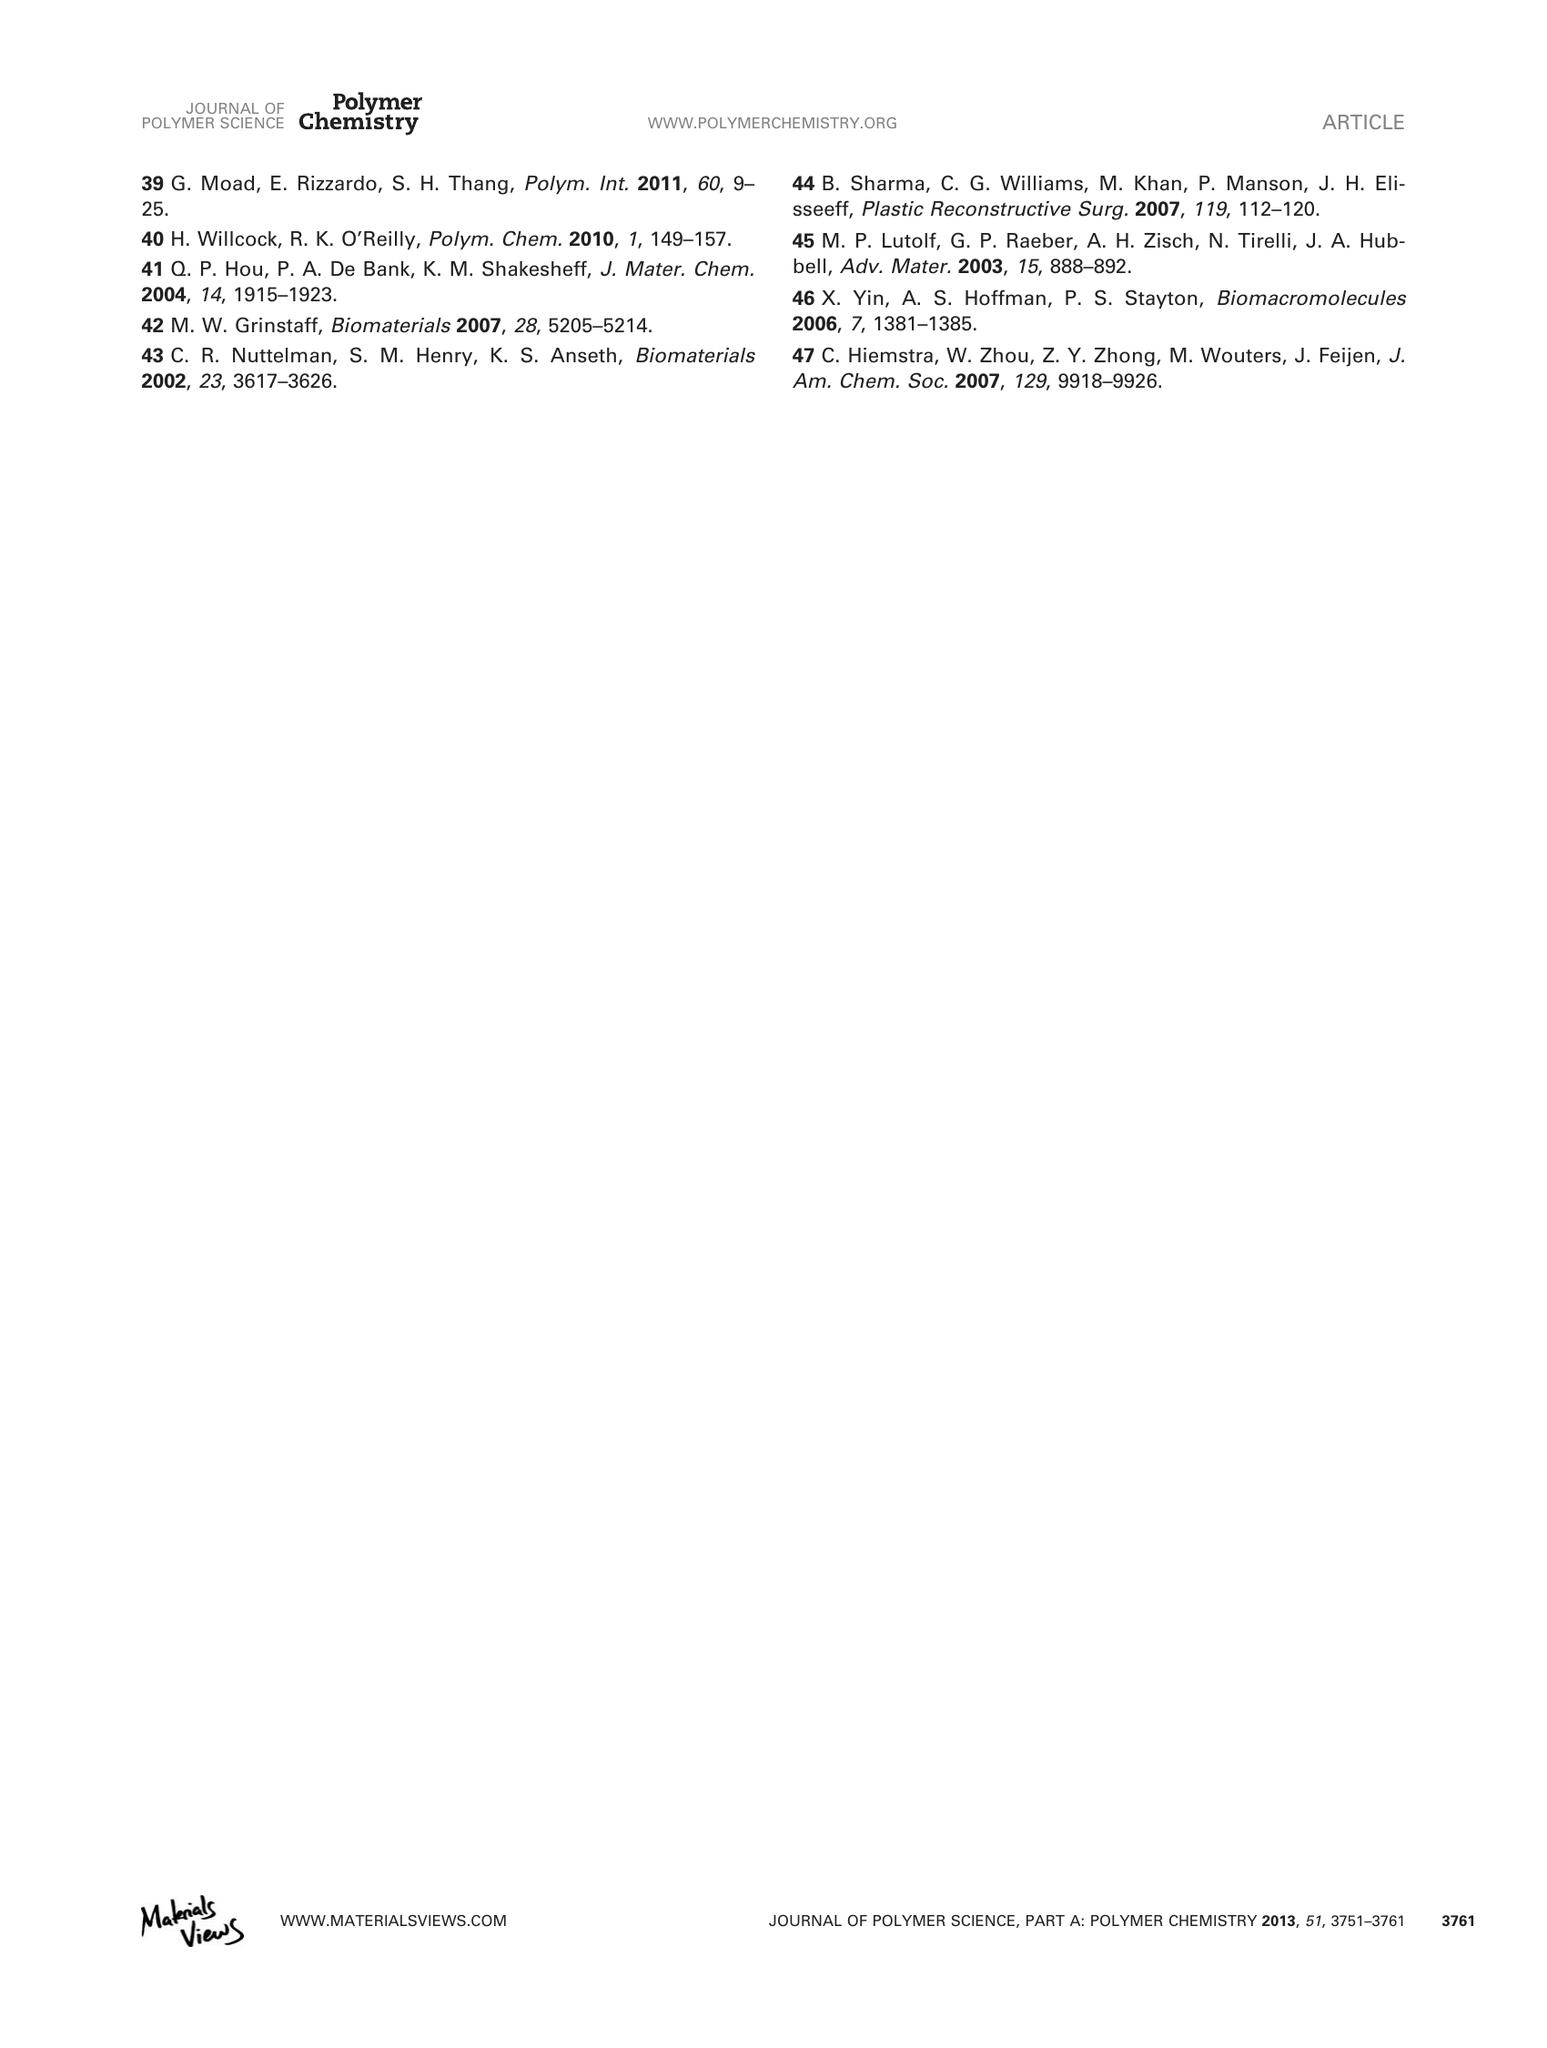 JOURNAL OF
POLYMER SCIENCE
Polymer
Chemistry
WWW.POLYMERCHEMISTRY.ORG
ARTICLE
39 G. Moad, E. Rizzardo, S. H. Thang, Polym. Int. 2011, 60, 9–
25.
40 H. Willcock, R. K. O’Reilly, Polym. Chem. 2010, 1, 149–157.
41 Q. P. Hou, P. A. De Bank, K. M. Shakesheff, J. Mater. Chem.
2004, 14, 1915–1923.
42 M. W. Grinstaff, Biomaterials 2007, 28, 5205–5214.
43 C. R. Nuttelman, S. M. Henry, K. S. Anseth, Biomaterials
2002, 23, 3617–3626.
44 B. Sharma, C. G. Williams, M. Khan, P. Manson, J. H. Eli-
sseeff, Plastic Reconstructive Surg. 2007, 119, 112–120.
45 M. P. Lutolf, G. P. Raeber, A. H. Zisch, N. Tirelli, J. A. Hub-
bell, Adv. Mater. 2003, 15, 888–892.
46 X. Yin, A. S. Hoffman, P. S. Stayton, Biomacromolecules
2006, 7, 1381–1385.
47 C. Hiemstra, W. Zhou, Z. Y. Zhong, M. Wouters, J. Feijen, J.
Am. Chem. Soc. 2007, 129, 9918–9926.
Materials
Views
WWW.MATERIALSVIEWS.COM
JOURNAL OF POLYMER SCIENCE, PART A: POLYMER CHEMISTRY 2013, 51, 3751–3761
3761